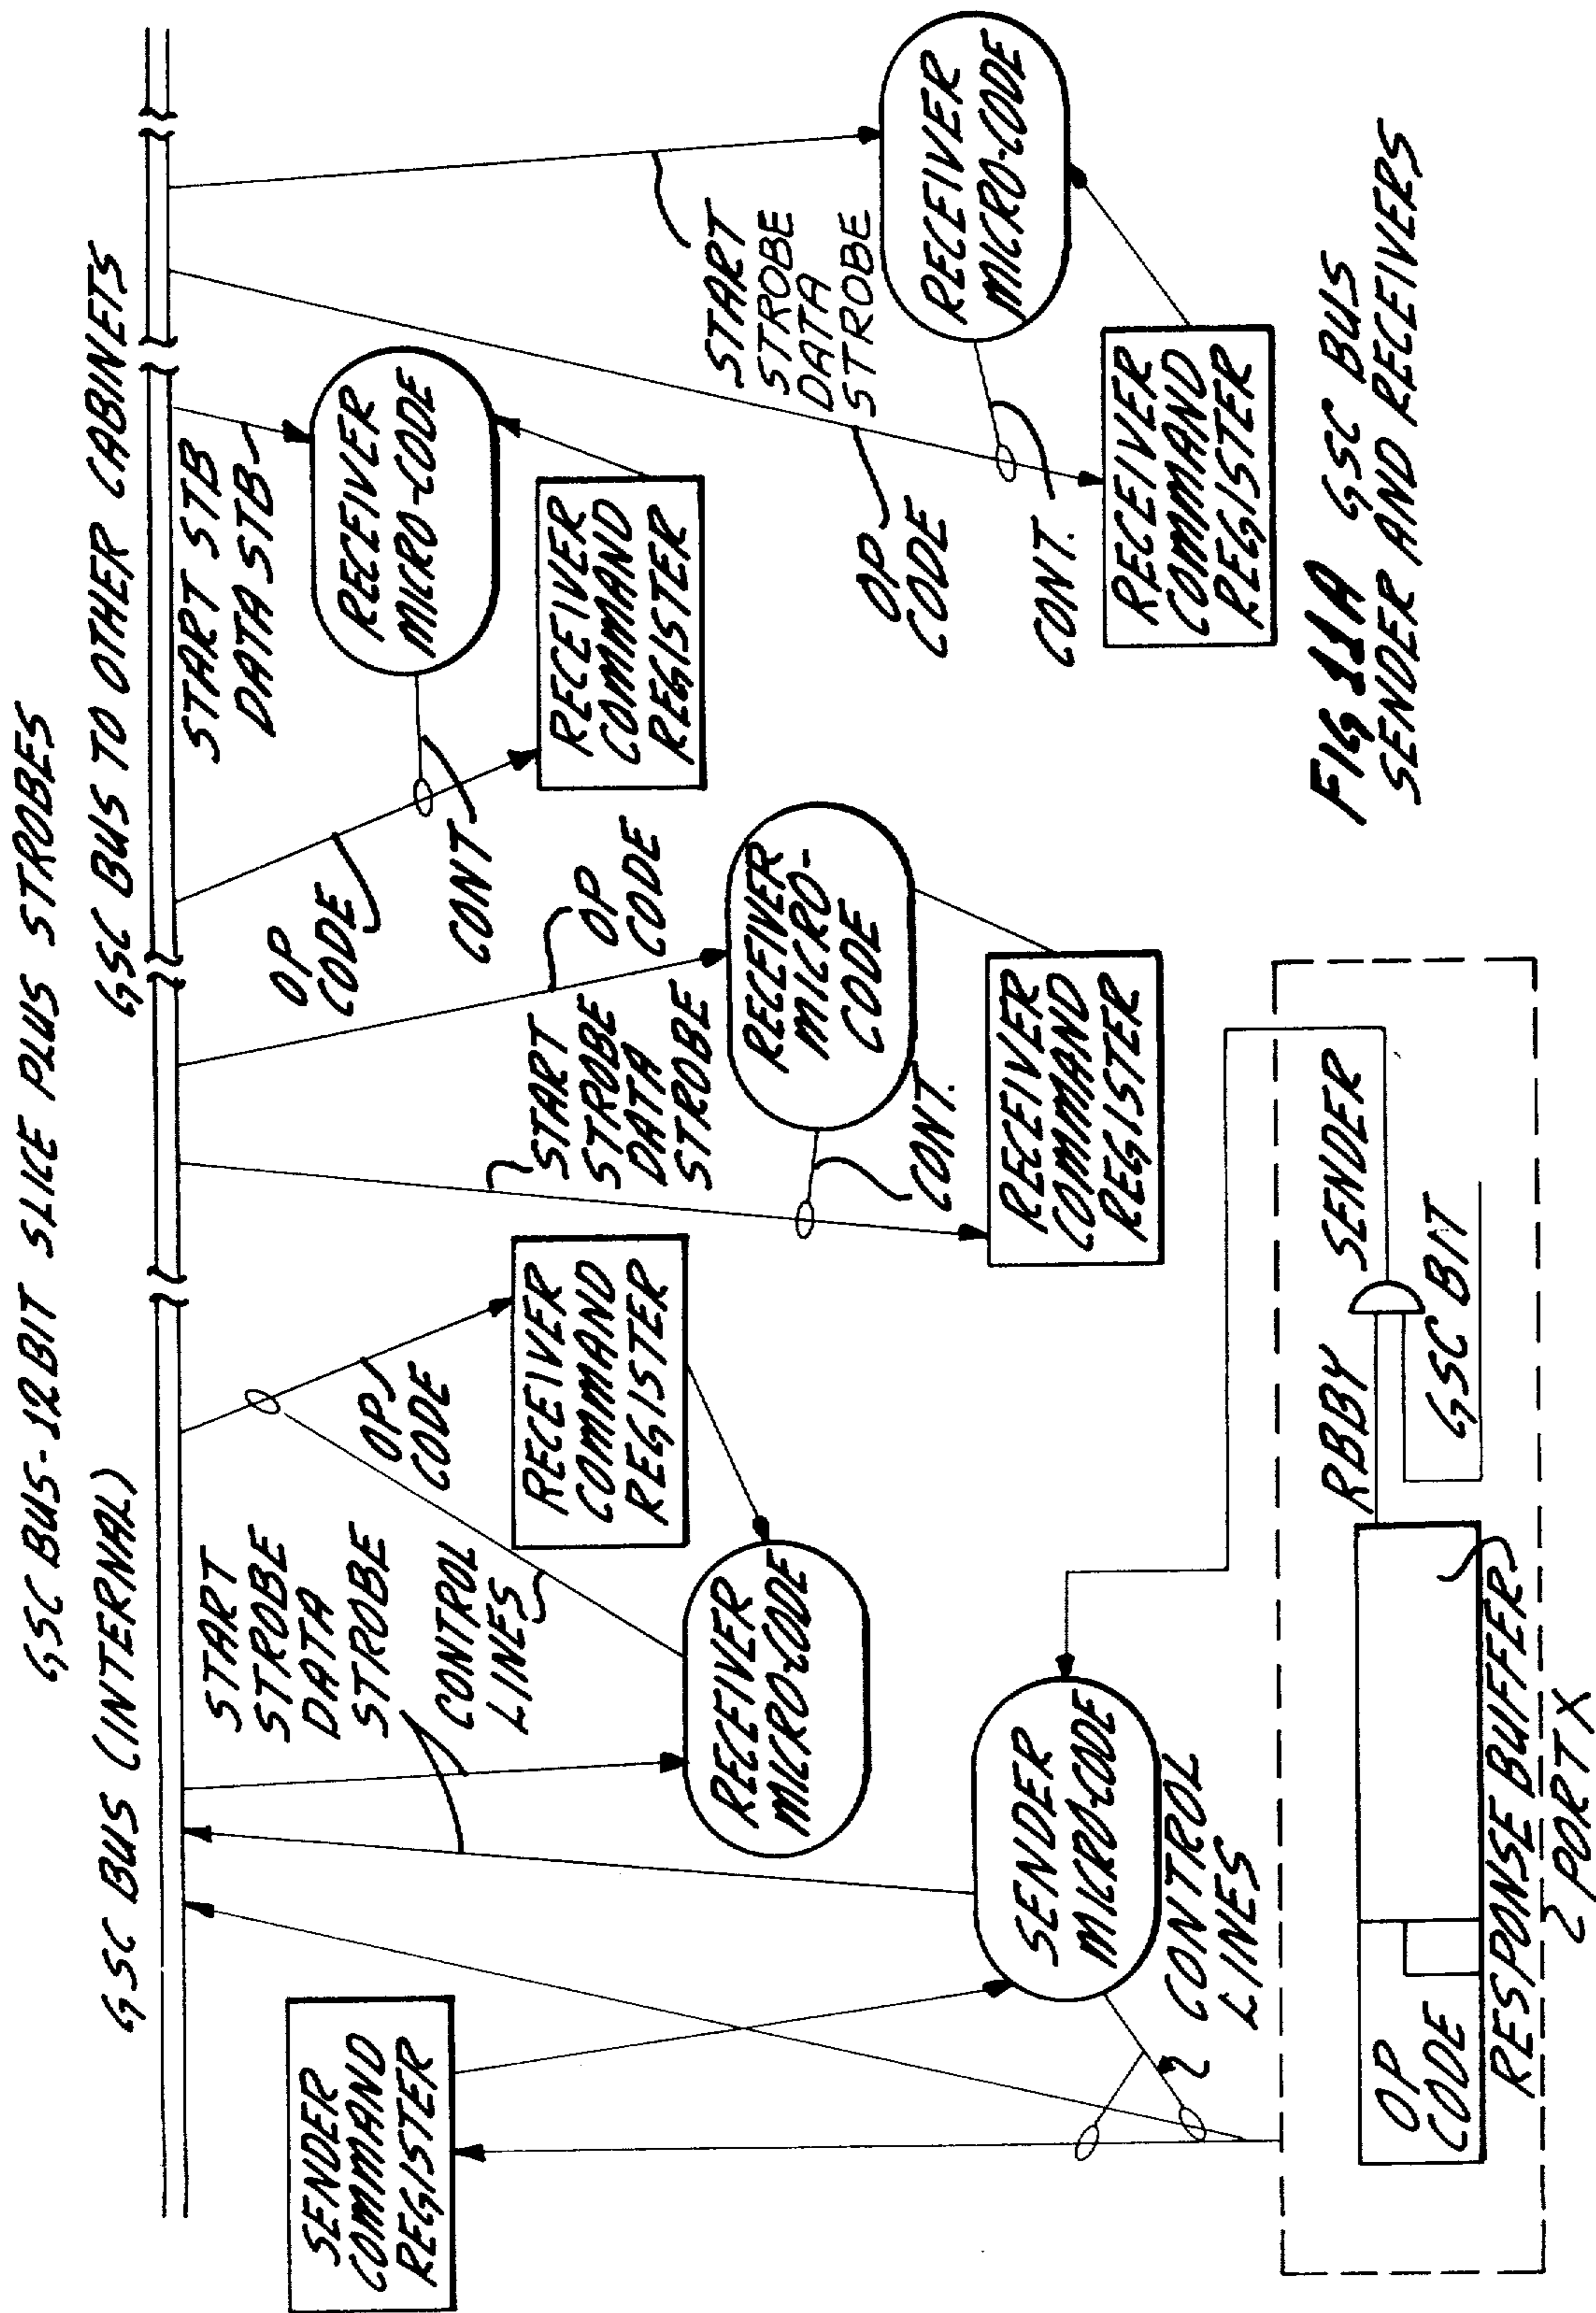 GSC BUS-12 BIT SLICE PLUS STROBES
GSC BUS (INTERNAL)
GSC BUS TO OTHER CABINETS
SENDER
COMMAND
REGISTER
START
STROBE
DATA
STROBE
CONTROL
LINES
OP
CODE
RECEIVER
COMMAND
REGISTER
RECEIVER
MICRO-CODE
SENDER
MICRO-CODE
CONTROL
LINES
START
STROBE
DATA
STROBE
OP
CODE
RECEIVER
MICRO-
CODE
CONT.
RECEIVER
COMMAND
REGISTER
OP
CODE
CONT
START STB
DATA STB
RECEIVER
MICRO-CODE
RECEIVER
COMMAND
REGISTER
START
STROBE
DATA
STROBE
OP
CODE
CONT.
RECEIVER
MICRO-CODE
RECEIVER
COMMAND
REGISTER
OP
CODE
RBBY
SENDER
GSC BIT
RESPONSE BUFFER
PORT X
FIG 11A GSC BUS
SENDER AND RECEIVERS